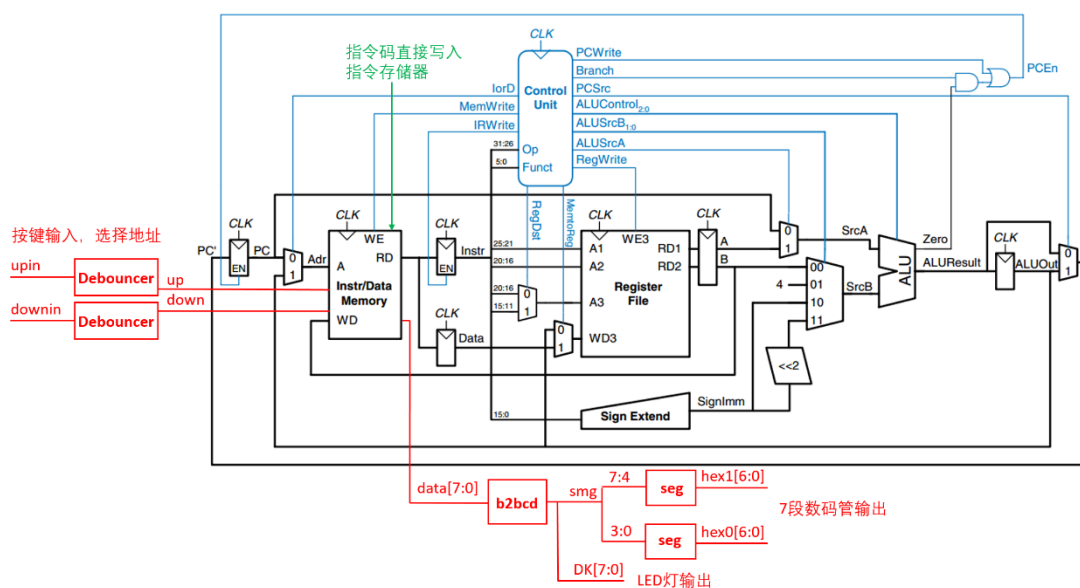 指令码直接写入
指令存储器
CLK
PCWrite
Branch
PCSrc
ALUControl2:0
ALUSrcB1:0
ALUSrcA
RegWrite
PCEn
IorD
MemWrite
IRWrite
Control
Unit
31:26
Op
5:0
Funct
RegDst
MemtoReg
按键输入，选择地址
upin
Debouncer
up
downin
Debouncer
down
CLK
PC'
PC
EN
0
1
Adr
CLK
WE
A
RD
Instr/Data
Memory
WD
CLK
Instr
EN
CLK
Data
25:21
20:16
20:16
15:11
0
1
0
1
CLK
WE3
A1
RD1
A2
RD2
A3
Register
File
WD3
CLK
A
B
0
1
SrcA
00
4
01
10
11
SrcB
<<2
ALU
Zero
ALUResult
CLK
ALUOut
0
1
15:0
Sign Extend
SignImm
data[7:0]
b2bcd
smg
7:4
seg
hex1[6:0]
3:0
seg
hex0[6:0]
7段数码管输出
DK[7:0]
LED灯输出